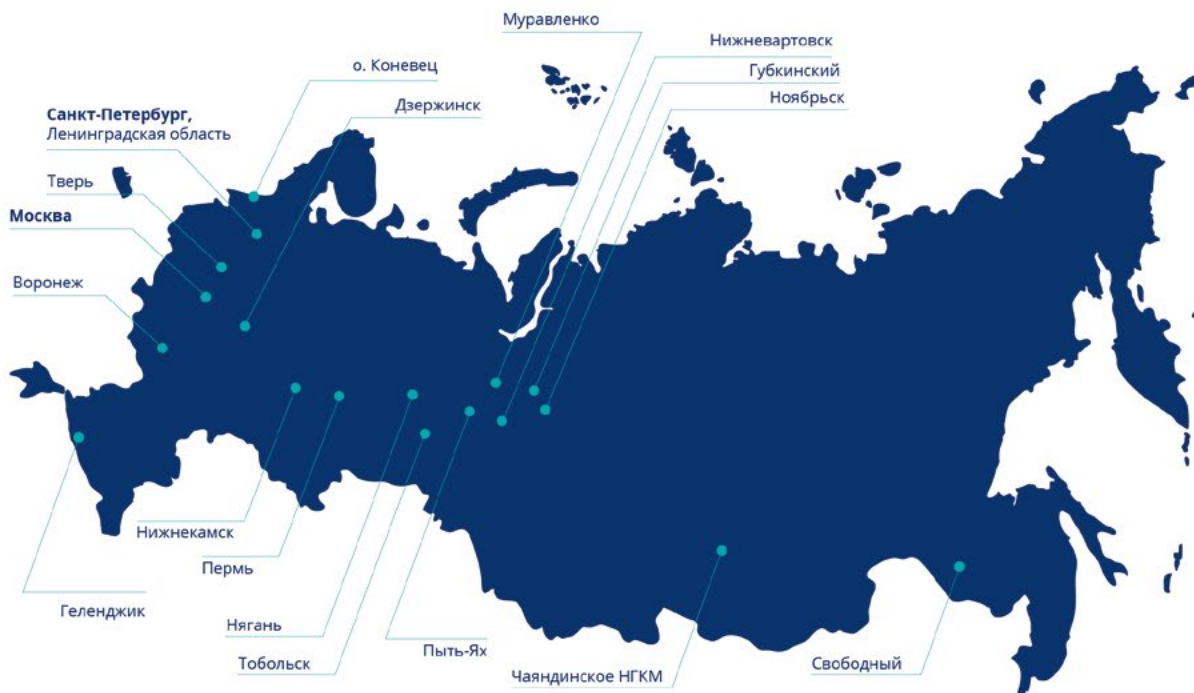 Муравленко
Нижневартовск
о. Коневец
Губкинский
Дзержинск
Ноябрьск
Санкт-Петербург,
Ленинградская область
Тверь
Москва
Воронеж
Нижнекамск
Пермь
Геленджик
Нягань
Пыть-Ях
Тобольск
Чаяндинское НГКМ
Свободный